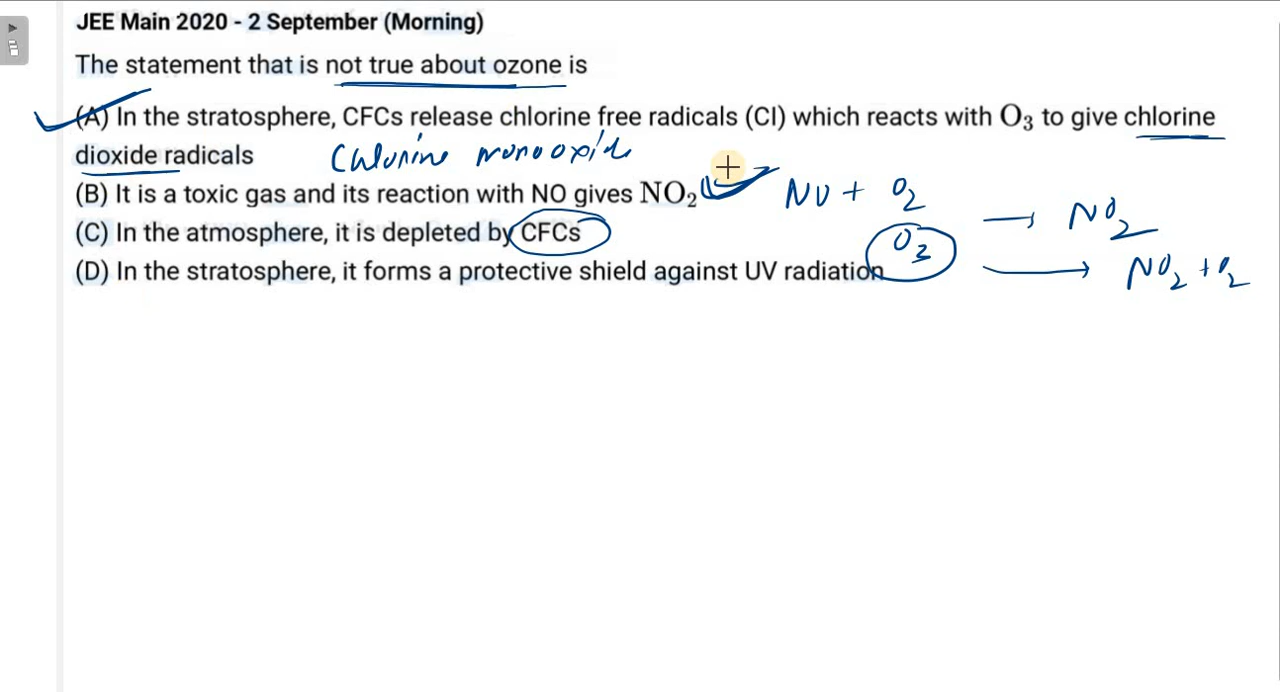 JEE Main 2020 - 2 September (Morning)
The statement that is not true about ozone is
(A) In the stratosphere, CFCs release chlorine free radicals (CI) which reacts with O₃ to give chlorine
dioxide radicals Chlorine monooxide
(B) It is a toxic gas and its reaction with NO gives NO₂ NO + O₂ → NO₂
(C) In the atmosphere, it is depleted by CFCs O₃
(D) In the stratosphere, it forms a protective shield against UV radiation → NO₂ + O₂